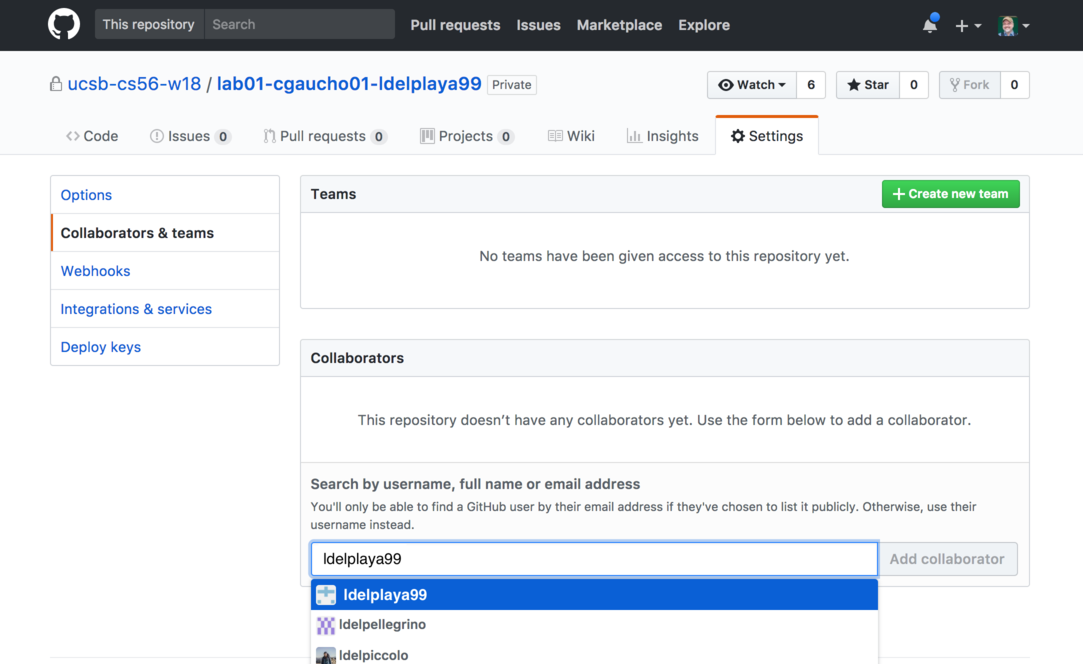 This repository Search Pull requests Issues Marketplace Explore
ucsb-cs56-w18 / lab01-cgaucho01-ldelplaya99 Private Watch 6 Star 0 Fork 0
Code Issues 0 Pull requests 0 Projects 0 Wiki Insights Settings
Options
Collaborators & teams
Webhooks
Integrations & services
Deploy keys
Teams + Create new team
No teams have been given access to this repository yet.
Collaborators
This repository doesn’t have any collaborators yet. Use the form below to add a collaborator.
Search by username, full name or email address
You'll only be able to find a GitHub user by their email address if they've chosen to list it publicly. Otherwise, use their
username instead.
ldelplaya99 Add collaborator
ldelplaya99
ldelpellegrino
ldelpiccolo